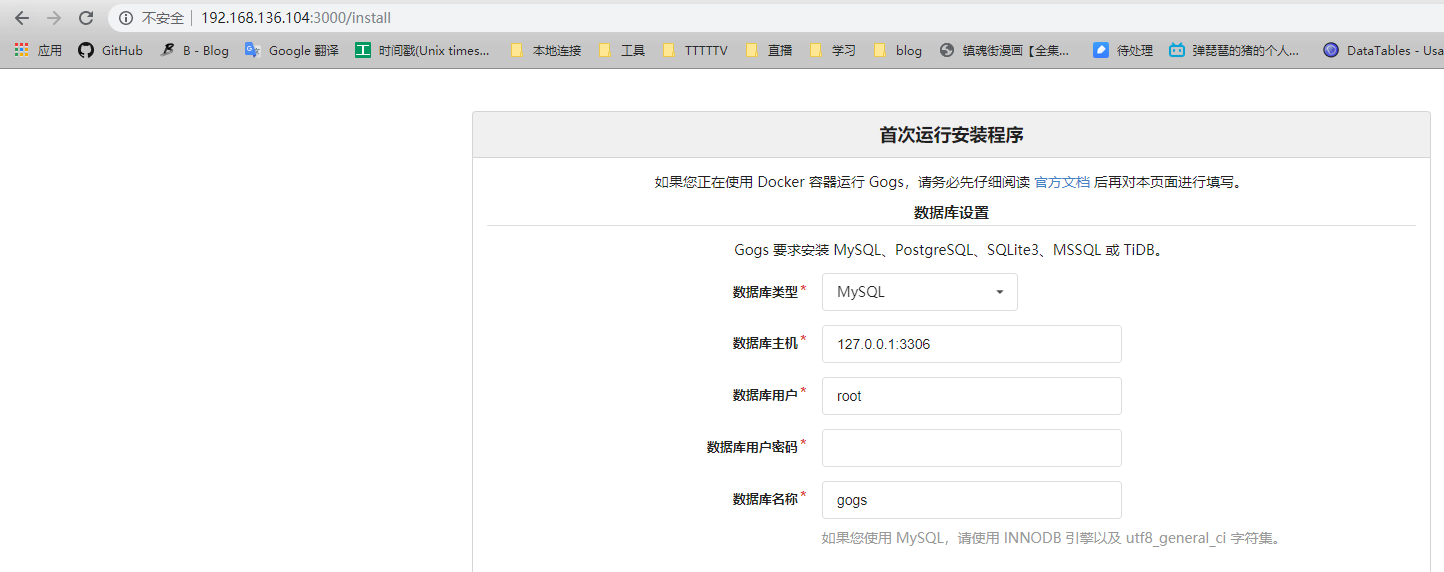 不安全 192.168.136.104:3000/install
应用 GitHub B - Blog Google 翻译 工 时间戳(Unix times... 本地连接 工具 TTTTTV 直播 学习 blog 镇魂街漫画【全集... 待处理 弹琵琶的猪的个人... DataTables - Usa
首次运行安装程序
如果您正在使用 Docker 容器运行 Gogs，请务必先仔细阅读 官方文档 后再对本页面进行填写。
数据库设置
Gogs 要求安装 MySQL、PostgreSQL、SQLite3、MSSQL 或 TiDB。
数据库类型* MySQL
数据库主机* 127.0.0.1:3306
数据库用户* root
数据库用户密码*
数据库名称* gogs
如果您使用 MySQL，请使用 INNODB 引擎以及 utf8_general_ci 字符集。